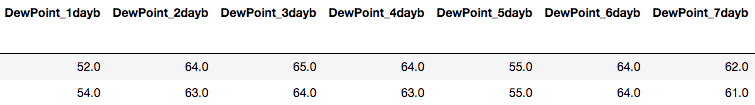 DewPoint_1dayb DewPoint_2dayb DewPoint_3dayb DewPoint_4dayb DewPoint_5dayb DewPoint_6dayb DewPoint_7dayb
52.0 64.0 65.0 64.0 55.0 64.0 62.0
54.0 63.0 64.0 63.0 55.0 64.0 61.0